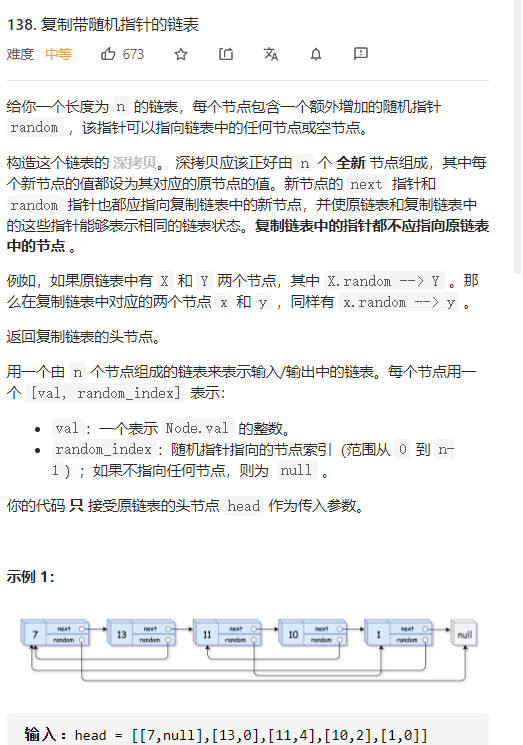 138. 复制带随机指针的链表
难度 中等 673
给你一个长度为 n 的链表，每个节点包含一个额外增加的随机指针
random ，该指针可以指向链表中的任何节点或空节点。
构造这个链表的 深拷贝。 深拷贝应该正好由 n 个 全新 节点组成，其中每
个新节点的值都设为其对应的原节点的值。新节点的 next 指针和
random 指针也都应指向复制链表中的新节点，并使原链表和复制链表中
的这些指针能够表示相同的链表状态。复制链表中的指针都不应指向原链表
中的节点 。
例如，如果原链表中有 X 和 Y 两个节点，其中 X.random --> Y 。那
么在复制链表中对应的两个节点 x 和 y ，同样有 x.random --> y 。
返回复制链表的头节点。
用一个由 n 个节点组成的链表来表示输入/输出中的链表。每个节点用一
个 [val, random_index] 表示：
• val ：一个表示 Node.val 的整数。
• random_index ：随机指针指向的节点索引（范围从 0 到 n-
1 ）；如果不指向任何节点，则为 null 。
你的代码 只 接受原链表的头节点 head 作为传入参数。
示例 1：
7 next random 13 next random 11 next random 10 next random 1 next random null
输入：head = [[7,null],[13,0],[11,4],[10,2],[1,0]]